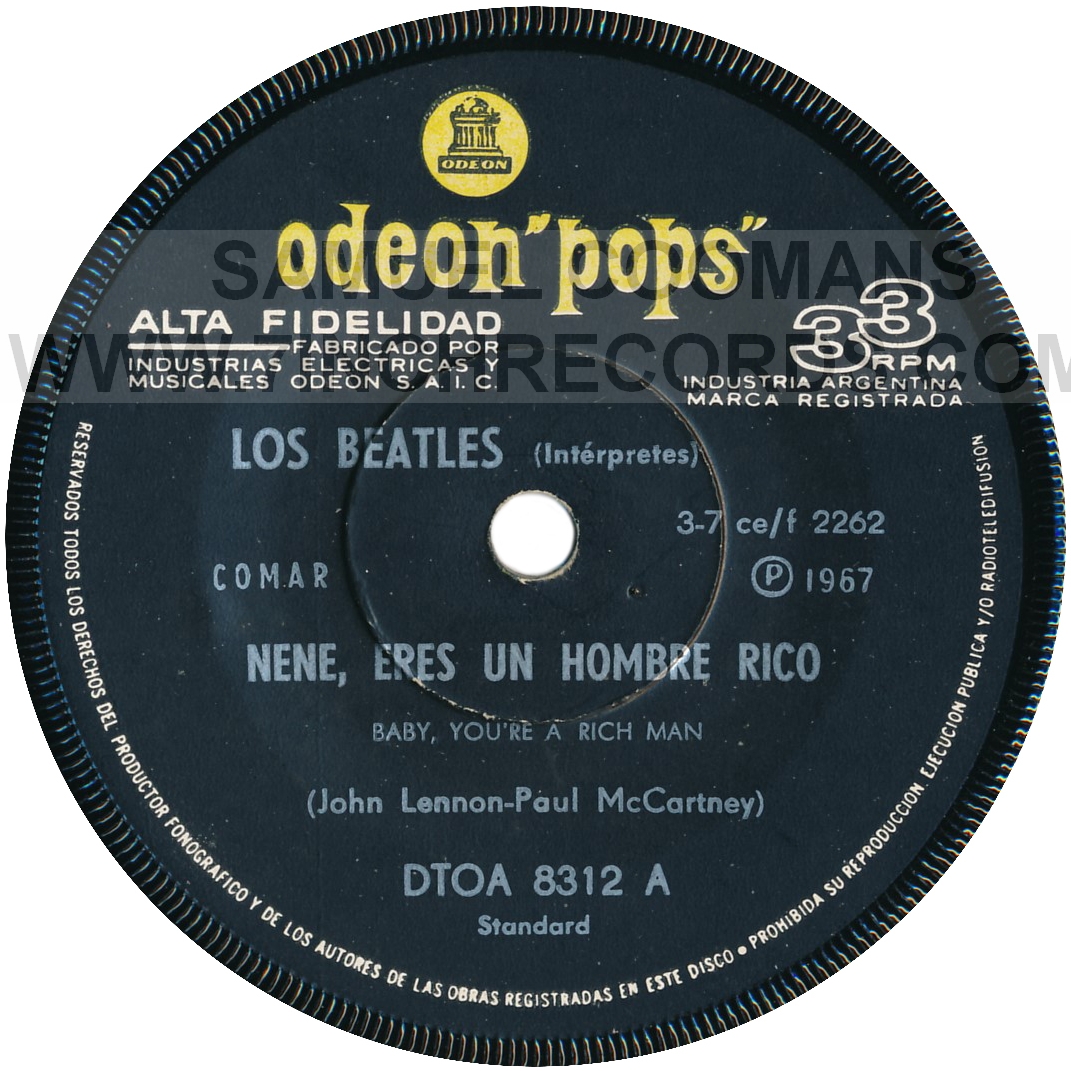 ODEON
odeon "pops"
SAMUEL COOMANS
ALTA FIDELIDAD
FABRICADO POR
INDUSTRIAS ELECTRICAS Y
MUSICALES ODEON S.A.I.C.
33
RPM
INDUSTRIA ARGENTINA
MARCA REGISTRADA
LOS BEATLES (Intérpretes)
3-7 ce/f 2262
COMAR
Ⓟ 1967
NENE, ERES UN HOMBRE RICO
BABY, YOU'RE A RICH MAN
(John Lennon-Paul McCartney)
DTOA 8312 A
Standard
RESERVADOS TODOS LOS DERECHOS DEL PRODUCTOR FONOGRAFICO Y DE LOS AUTORES DE LAS OBRAS REGISTRADAS EN ESTE DISCO • PROHIBIDA SU REPRODUCCION EJECUCION PUBLICA Y/O RADIOTELEDIFUSION